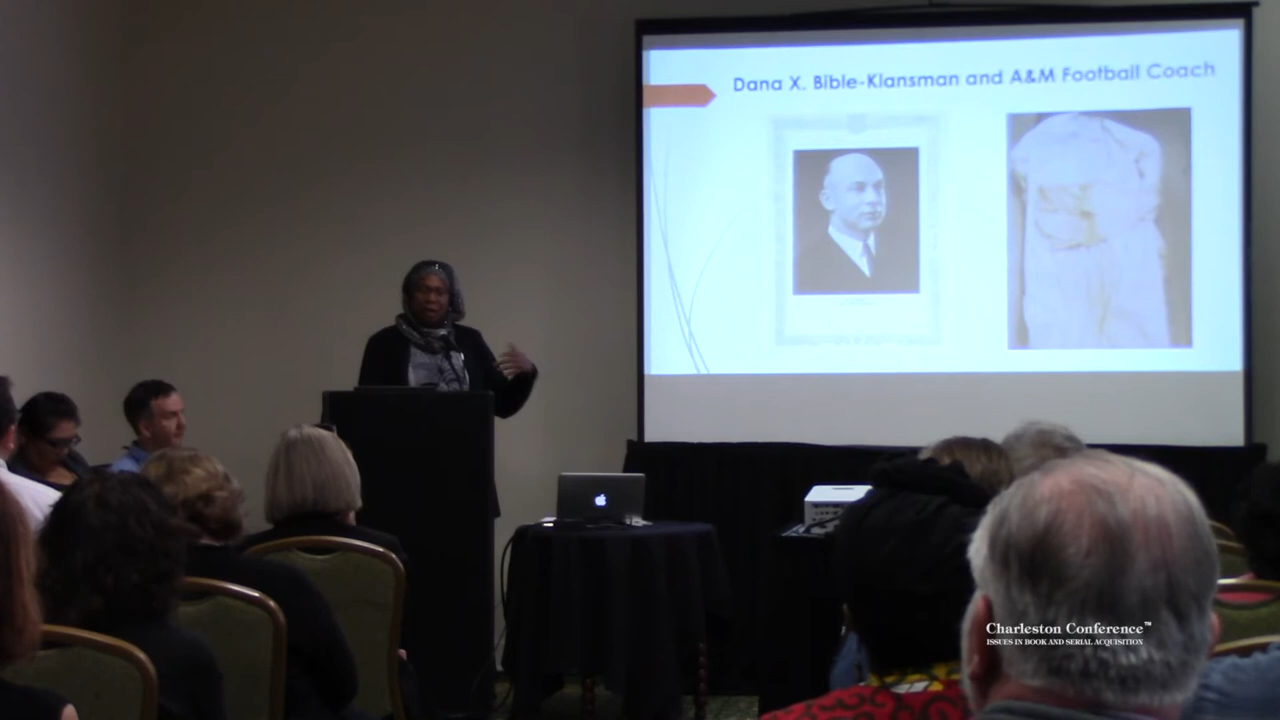 Dana X. Bible-Klansman and A&M Football Coach
Charleston Conference™
ISSUES IN BOOK AND SERIAL ACQUISITION